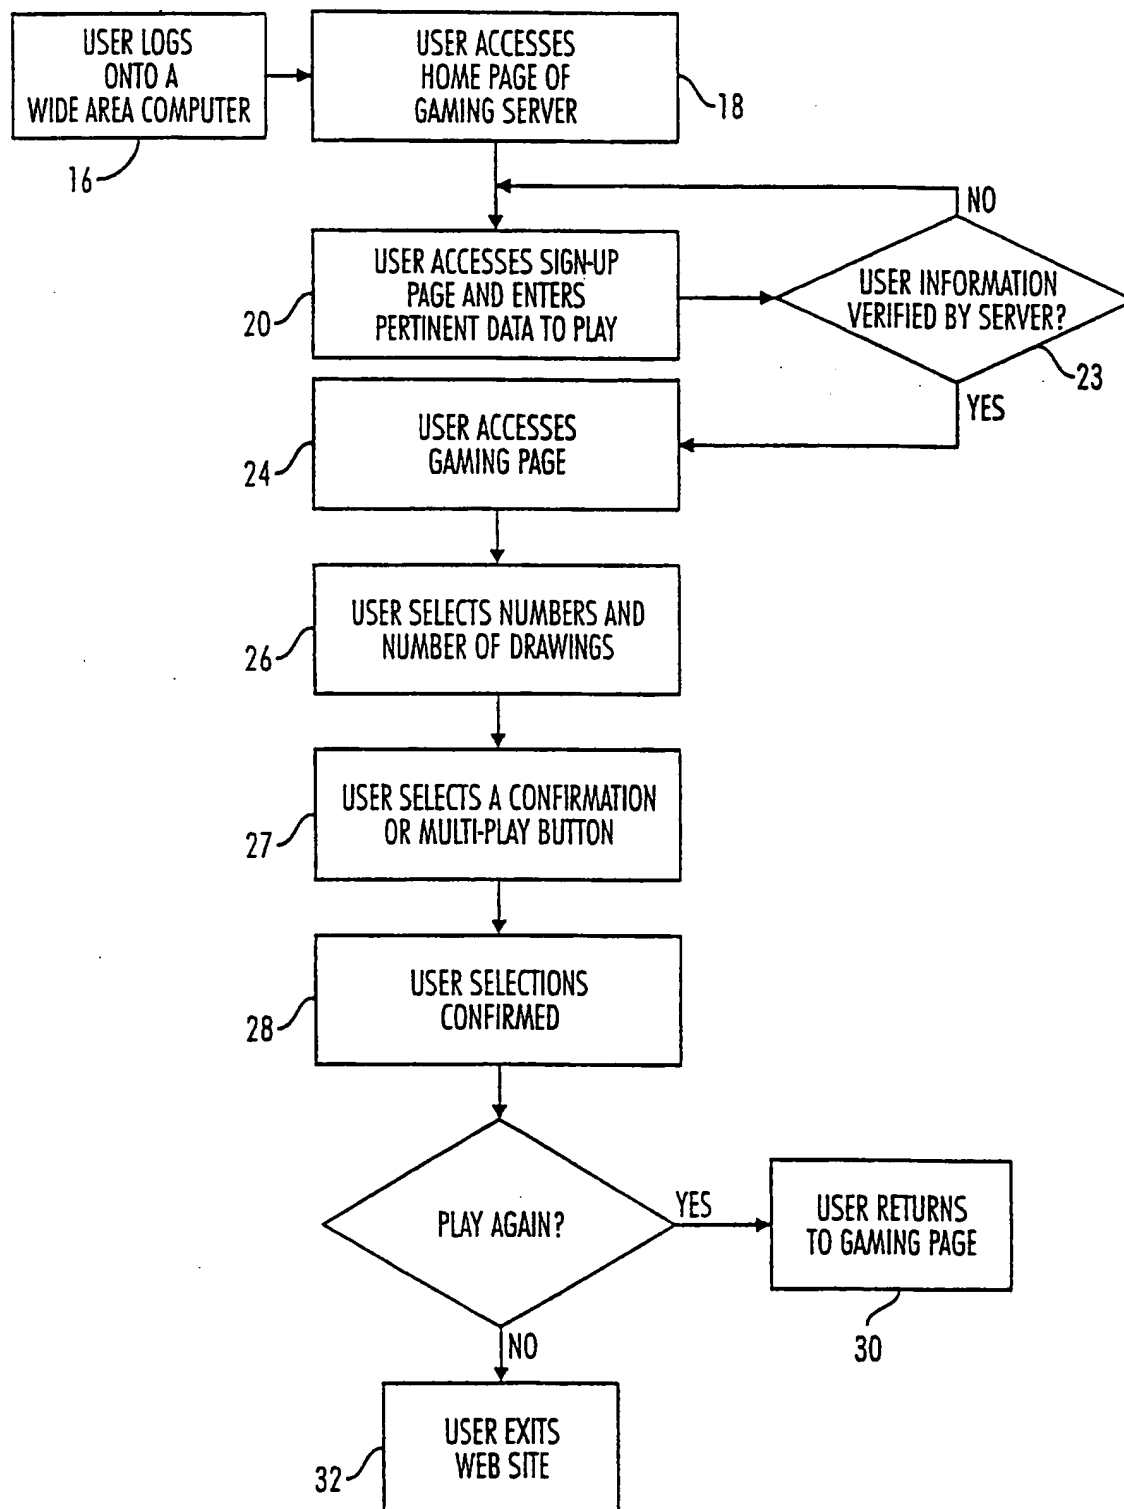 USER LOGS
ONTO A
WIDE AREA COMPUTER
16
USER ACCESSES
HOME PAGE OF
GAMING SERVER
18
USER ACCESSES SIGN-UP
PAGE AND ENTERS
PERTINENT DATA TO PLAY
20
NO
USER INFORMATION
VERIFIED BY SERVER?
23
YES
USER ACCESSES
GAMING PAGE
24
USER SELECTS NUMBERS AND
NUMBER OF DRAWINGS
26
USER SELECTS A CONFIRMATION
OR MULTI-PLAY BUTTON
27
USER SELECTIONS
CONFIRMED
28
PLAY AGAIN?
YES
USER RETURNS
TO GAMING PAGE
30
NO
USER EXITS
WEB SITE
32